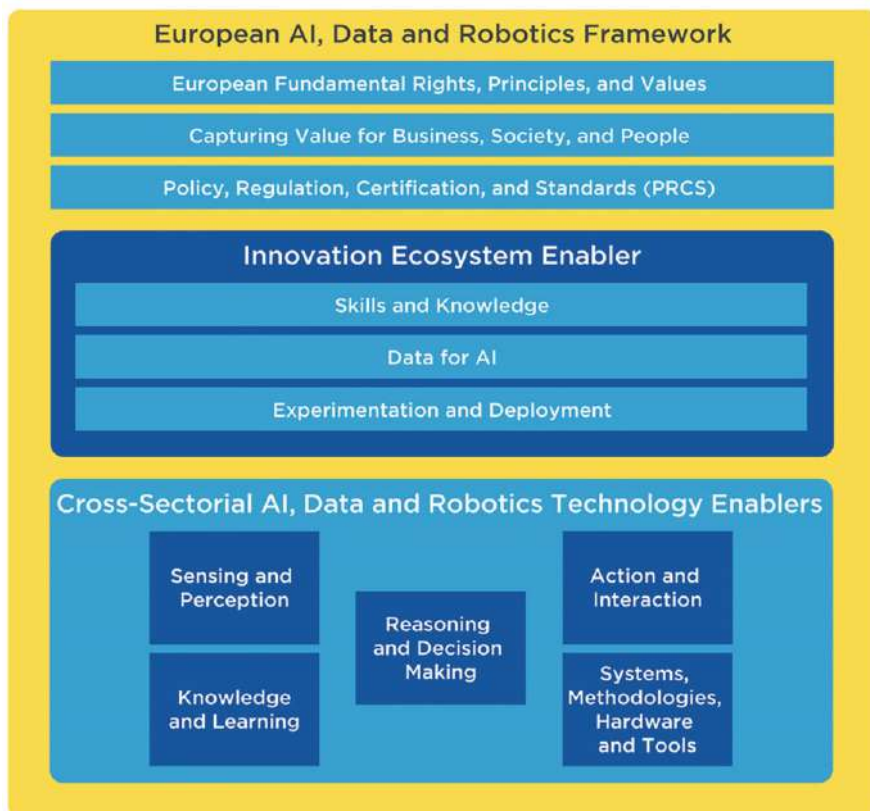 European AI, Data and Robotics Framework
European Fundamental Rights, Principles, and Values
Capturing Value for Business, Society, and People
Policy, Regulation, Certification, and Standards (PRCS)
Innovation Ecosystem Enabler
Skills and Knowledge
Data for AI
Experimentation and Deployment
Cross-Sectorial AI, Data and Robotics Technology Enablers
Sensing and
Perception
Knowledge
and Learning
Reasoning
and Decision
Making
Action and
Interaction
Systems,
Methodologies,
Hardware
and Tools